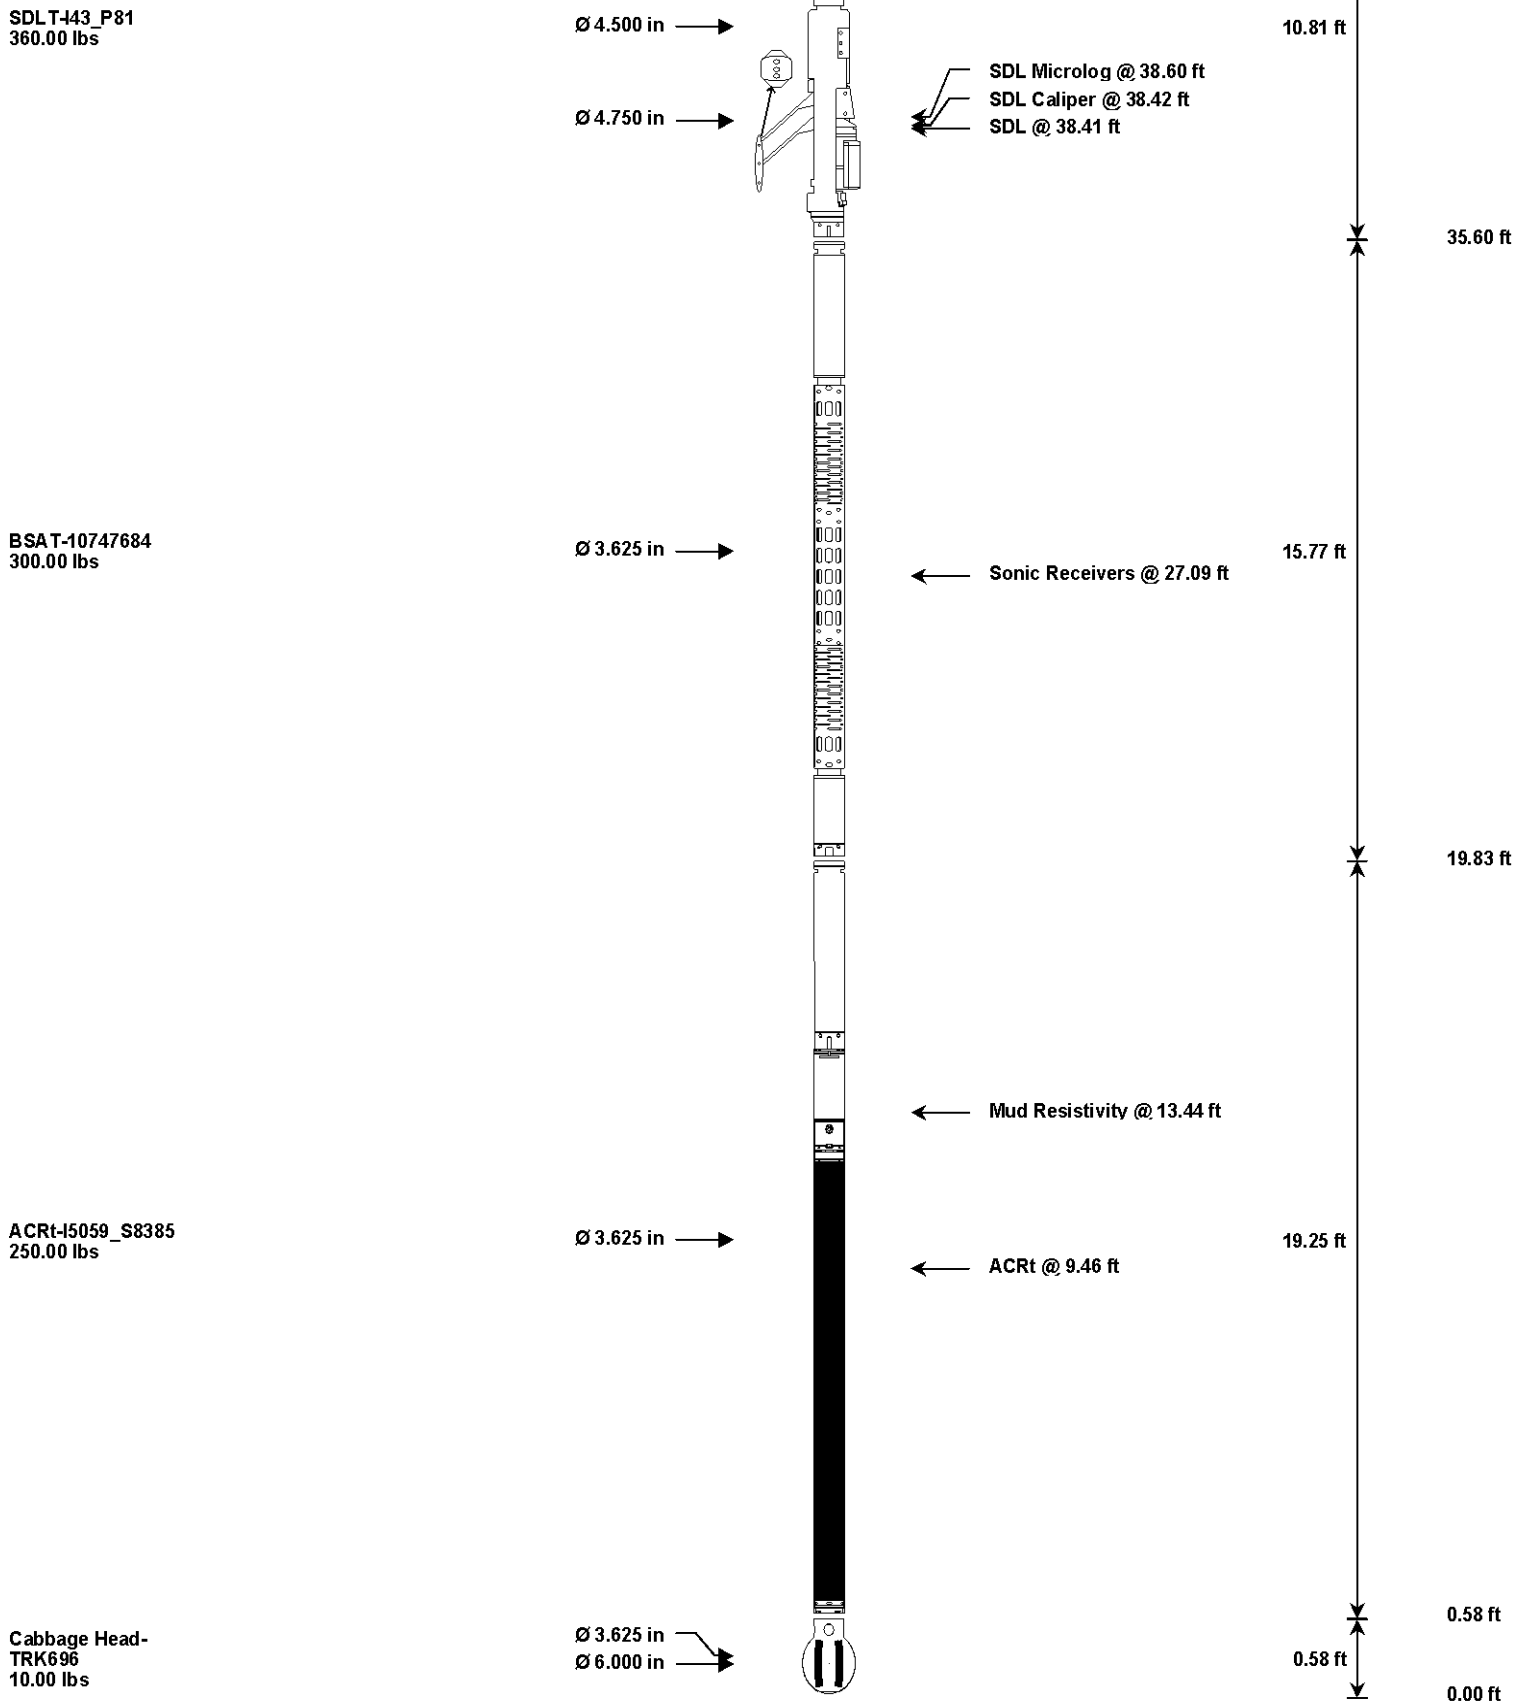 SDLT-I43_P81
360.00 lbs
Ø 4.500 in
10.81 ft
SDL Microlog @ 38.60 ft
SDL Caliper @ 38.42 ft
Ø 4.750 in
SDL @ 38.41 ft
35.60 ft
BSAT-10747684
300.00 lbs
Ø 3.625 in
15.77 ft
Sonic Receivers @ 27.09 ft
19.83 ft
Mud Resistivity @ 13.44 ft
ACRt-I5059_S8385
250.00 lbs
Ø 3.625 in
19.25 ft
ACRt @ 9.46 ft
0.58 ft
Cabbage Head-
TRK696
10.00 lbs
Ø 3.625 in
Ø 6.000 in
0.58 ft
0.00 ft